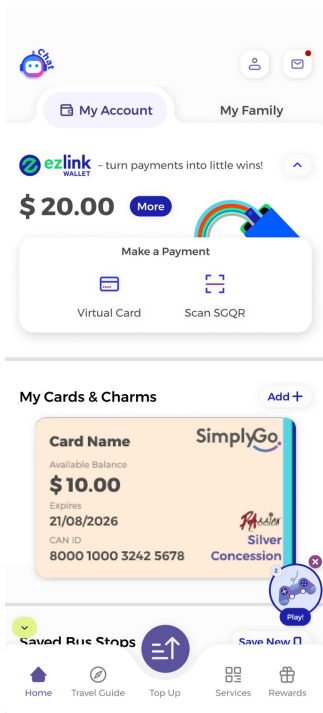 Chat
My Account
My Family
ezlink
WALLET
– turn payments into little wins!
$ 20.00
More
Make a Payment
Virtual Card
Scan SGQR
My Cards & Charms
Add +
Card Name
SimplyGo.
Available Balance
$ 10.00
Expires
21/08/2026
CAN ID
8000 1000 3242 5678
PAssion
Silver
Concession
2
Play!
Saved Bus Stops
Save New
Home
Travel Guide
Top Up
Services
Rewards